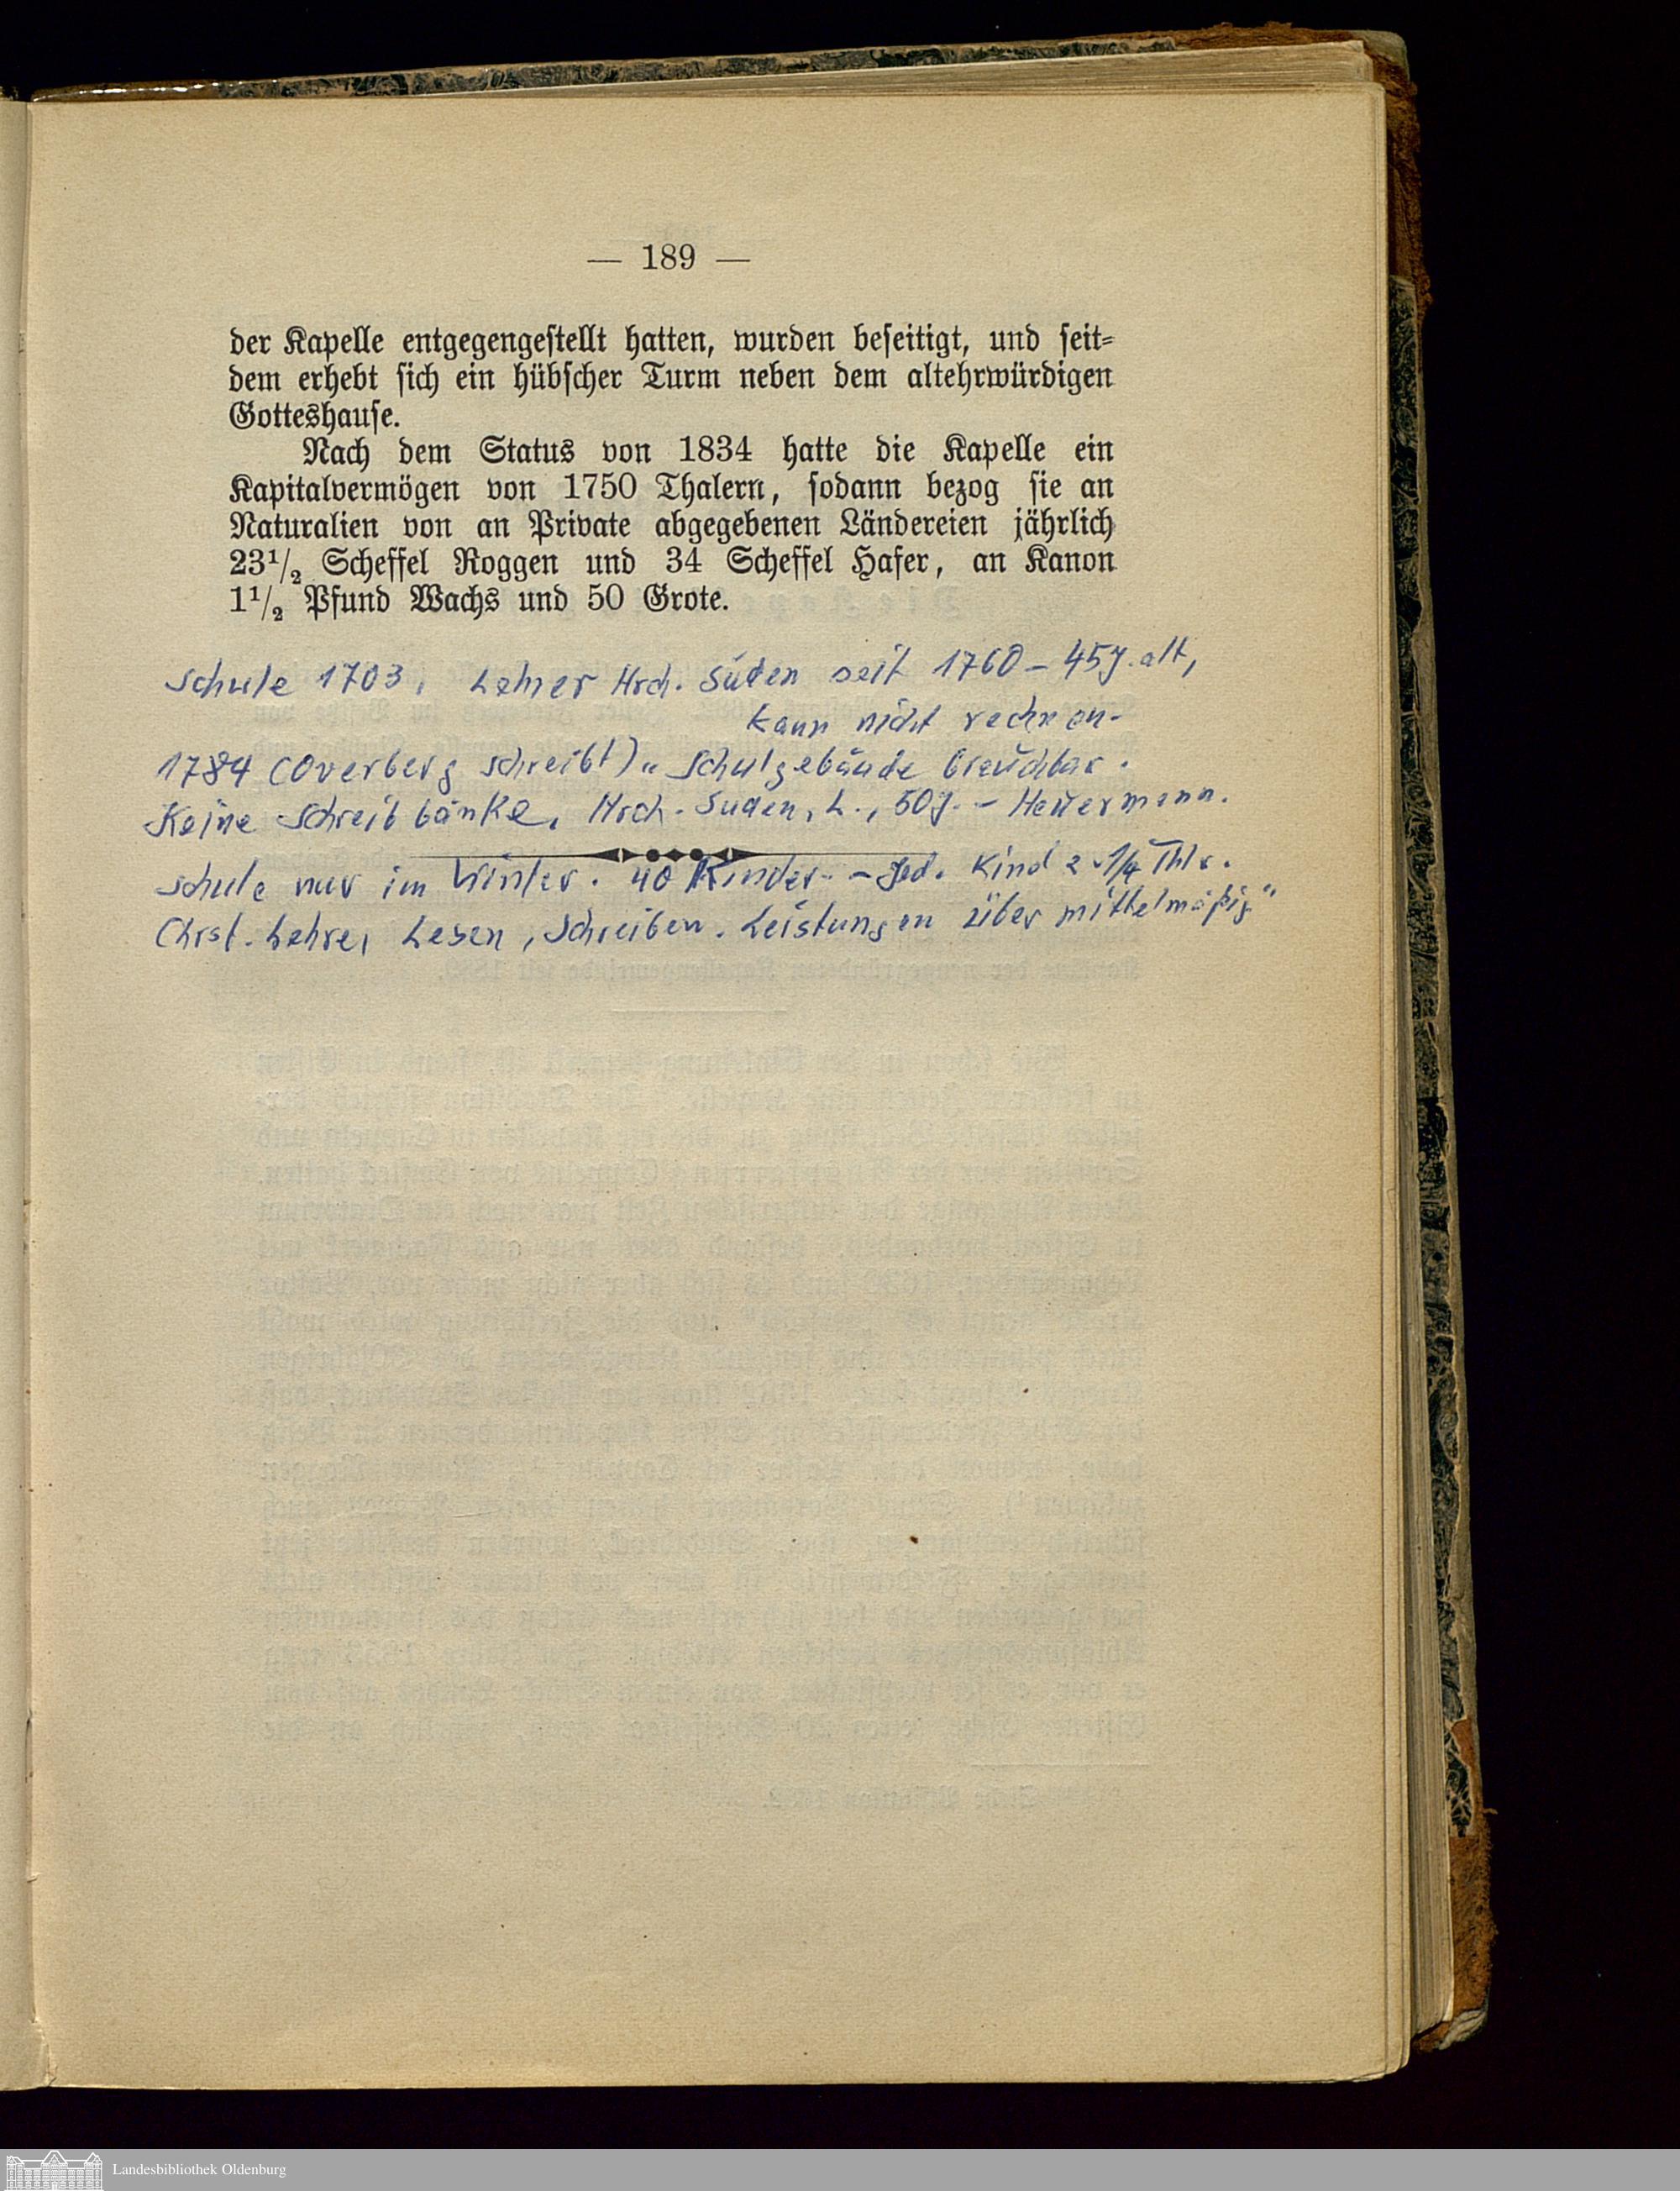 — 189 —
der Kapelle entgegengestellt hatten, wurden beseitigt, und seit-
dem erhebt sich ein hübscher Turm neben dem altehrwürdigen
Gotteshause.
Nach dem Status von 1834 hatte die Kapelle ein
Kapitalvermögen von 1750 Thalern, sodann bezog sie an
Naturalien von an Private abgegebenen Ländereien jährlich
23 1/2 Scheffel Roggen und 34 Scheffel Hafer, an Kanon
1 1/2 Pfund Wachs und 50 Grote.
Schule 1703, Lehrer Hrch. Suden seit 1760 – 45 J. alt,
kann nicht rechnen.
1784 (Overberg schreibt) „Schulgebäude brauchbar.
Keine Schreibbänke, Hrch. Suden, L., 50 J. – Heuermann.
Schule nur im Winter. 40 Kinder – Jed. Kind 1/4 Thlr.
Chrst. Lehre, Lesen, Schreiben. Leistungen über mittelmäßig“
Landesbibliothek Oldenburg